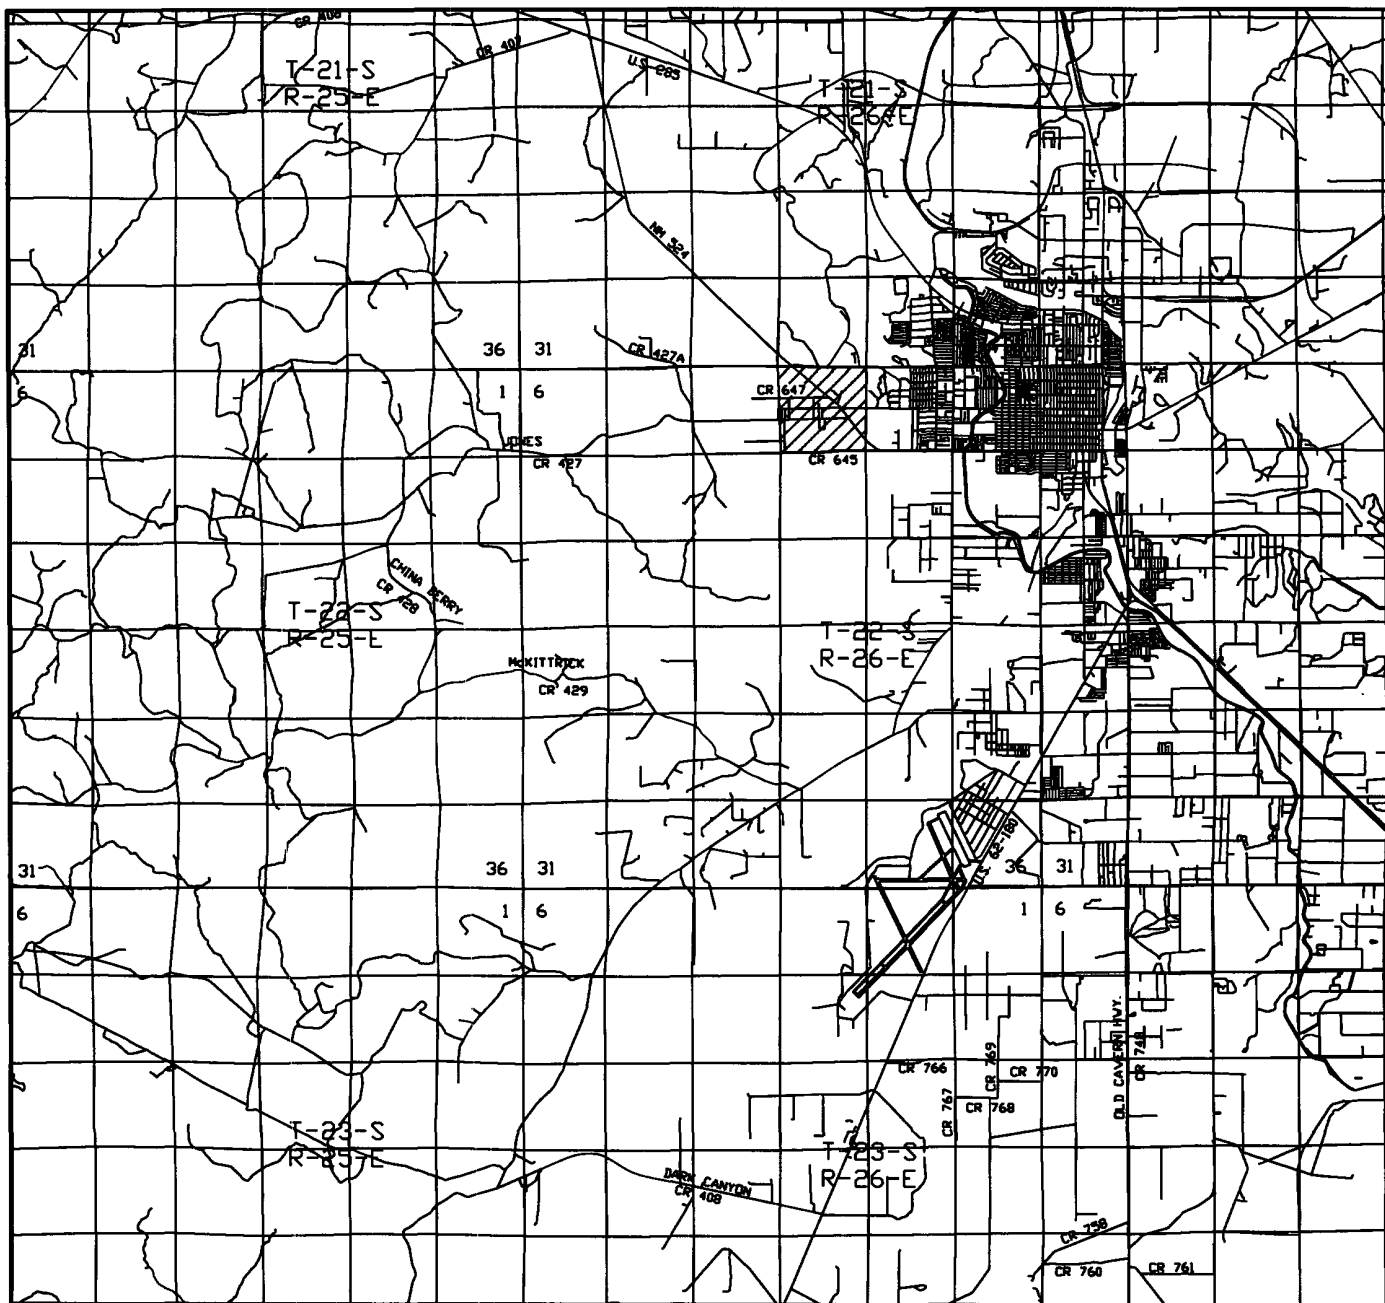 CR 408
CR 407
U.S. 285
T-21-S
R-25-E
T-21-S
R-26-E
NM 524
31
36
31
CR 427A
6
1
6
CR 647
JONES
CR 427
CR 645
CHINA BERRY
CR 428
T-22-S
R-25-E
T-22-S
R-26-E
McKITTRICK
CR 429
U.S. 62-180
31
36
31
36
31
6
1
6
1
6
OLD CAVERN HWY.
CR 748
CR 766
CR 769
CR 770
CR 767
CR 768
T-23-S
R-25-E
T-23-S
R-26-E
DARK CANYON
CR 408
CR 758
CR 760
CR 761